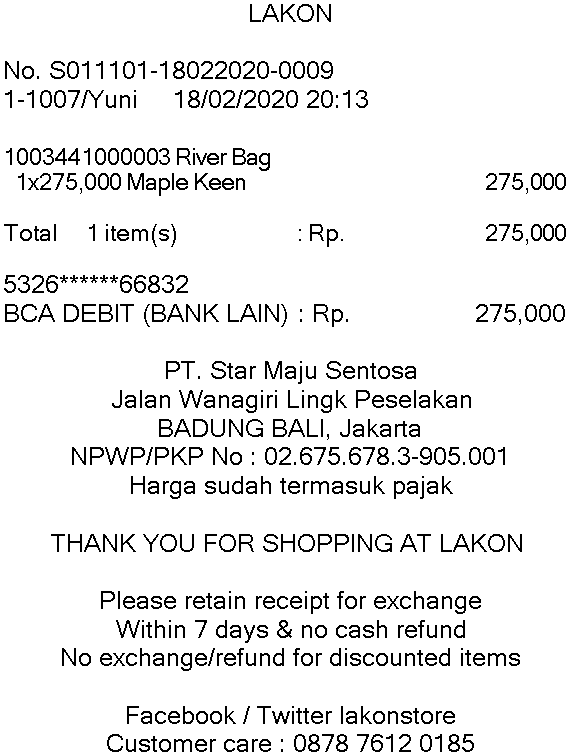 LAKON
No. S011101-18022020-0009
1-1007/Yuni 18/02/2020 20:13
1003441000003 River Bag
1x275,000 Maple Keen 275,000
Total 1 item(s) : Rp. 275,000
5326******66832
BCA DEBIT (BANK LAIN) : Rp. 275,000
PT. Star Maju Sentosa
Jalan Wanagiri Lingk Peselakan
BADUNG BALI, Jakarta
NPWP/PKP No : 02.675.678.3-905.001
Harga sudah termasuk pajak
THANK YOU FOR SHOPPING AT LAKON
Please retain receipt for exchange
Within 7 days & no cash refund
No exchange/refund for discounted items
Facebook / Twitter lakonstore
Customer care : 0878 7612 0185